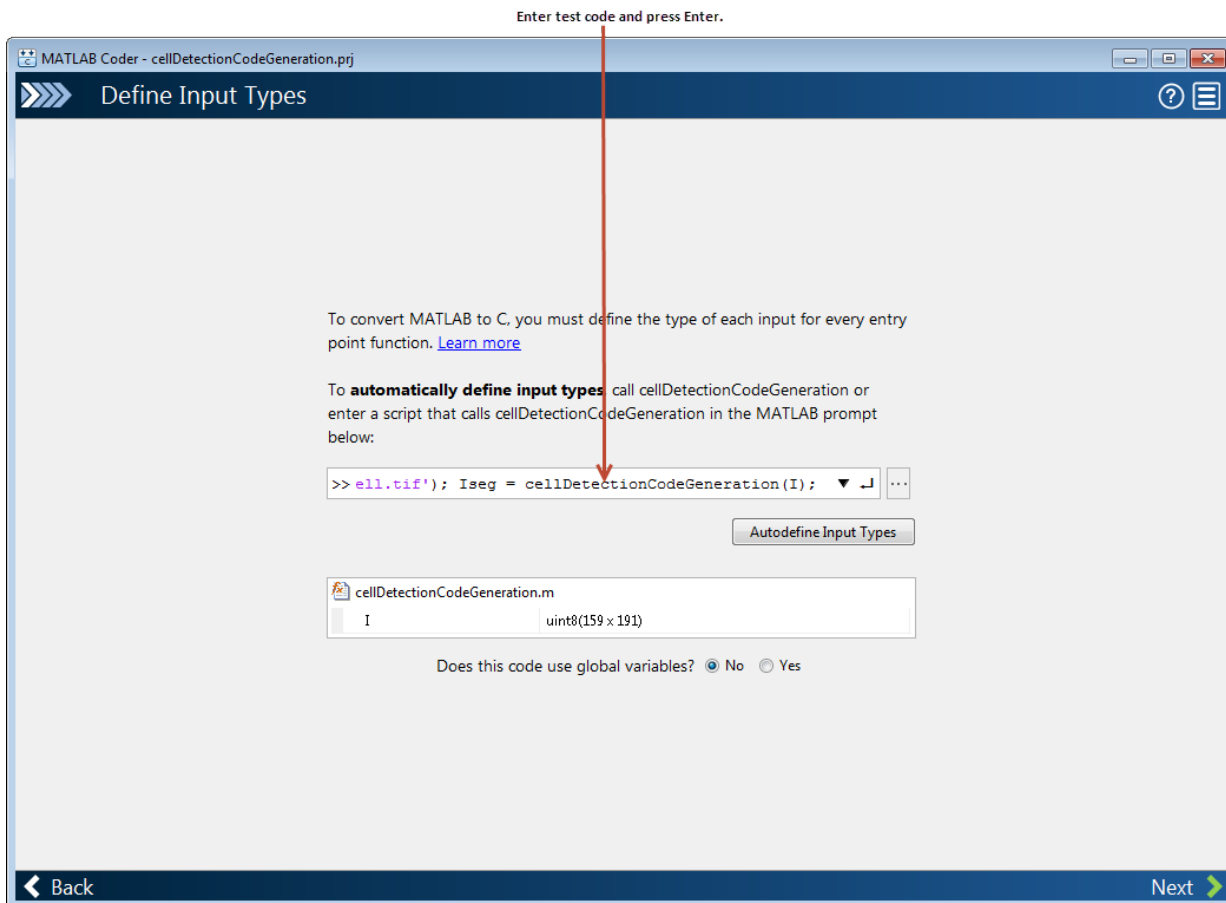 Enter test code and press Enter.
MATLAB Coder - cellDetectionCodeGeneration.prj
Define Input Types
To convert MATLAB to C, you must define the type of each input for every entry
point function. Learn more
To automatically define input types, call cellDetectionCodeGeneration or
enter a script that calls cellDetectionCodeGeneration in the MATLAB prompt
below:
>> ell.tif'); Iseg = cellDetectionCodeGeneration(I);
Autodefine Input Types
cellDetectionCodeGeneration.m
I uint8(159 x 191)
Does this code use global variables? No Yes
Back Next